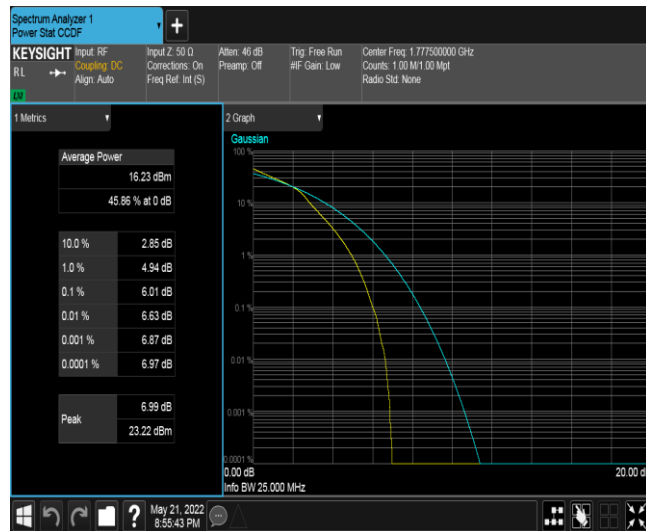 Spectrum Analyzer 1
Power Stat CCDF
+
KEYSIGHT
Input: RF
Coupling: DC
Align: Auto
Input Z: 50 Ω
Corrections: On
Freq Ref: Int (S)
Atten: 46 dB
Preamp: Off
Trig: Free Run
#IF Gain: Low
Center Freq: 1.777500000 GHz
Counts: 1.00 M/1.00 Mpt
Radio Std: None
RL
1 Metrics
Average Power
16.23 dBm
45.86 % at 0 dB
10.0 % 2.85 dB
1.0 % 4.94 dB
0.1 % 6.01 dB
0.01 % 6.63 dB
0.001 % 6.87 dB
0.0001 % 6.97 dB
Peak
6.99 dB
23.22 dBm
2 Graph
Gaussian
100 %
10 %
1 %
0.1 %
0.01 %
0.001 %
0.0001 %
0.00 dB
20.00 d
Info BW 25.000 MHz
?
May 21, 2022
8:55:43 PM